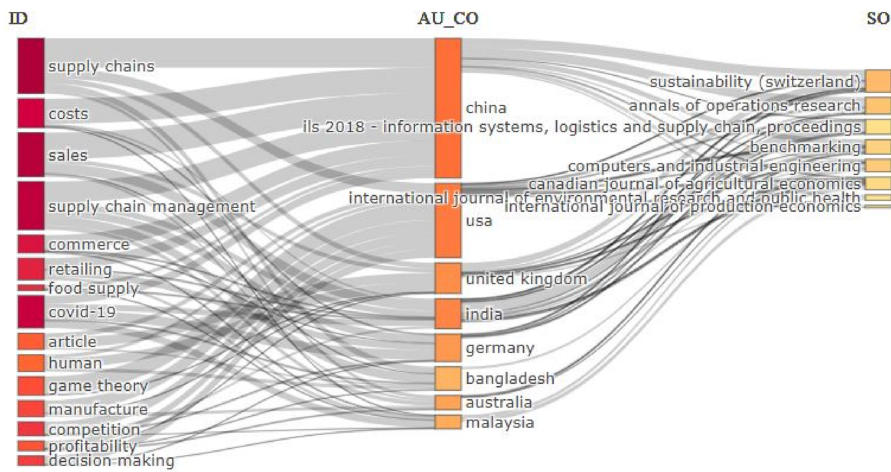 ID
AU_CO
SO
supply chains
costs
sales
supply chain management
commerce
retailing
food supply
covid-19
article
human
game theory
manufacture
competition
profitability
decision making
china
usa
united kingdom
india
germany
bangladesh
australia
malaysia
sustainability (switzerland)
annals of operations research
ils 2018 - information systems, logistics and supply chain, proceedings
benchmarking
computers and industrial engineering
canadian journal of agricultural economics
international journal of environmental research and public health
international journal of production economics